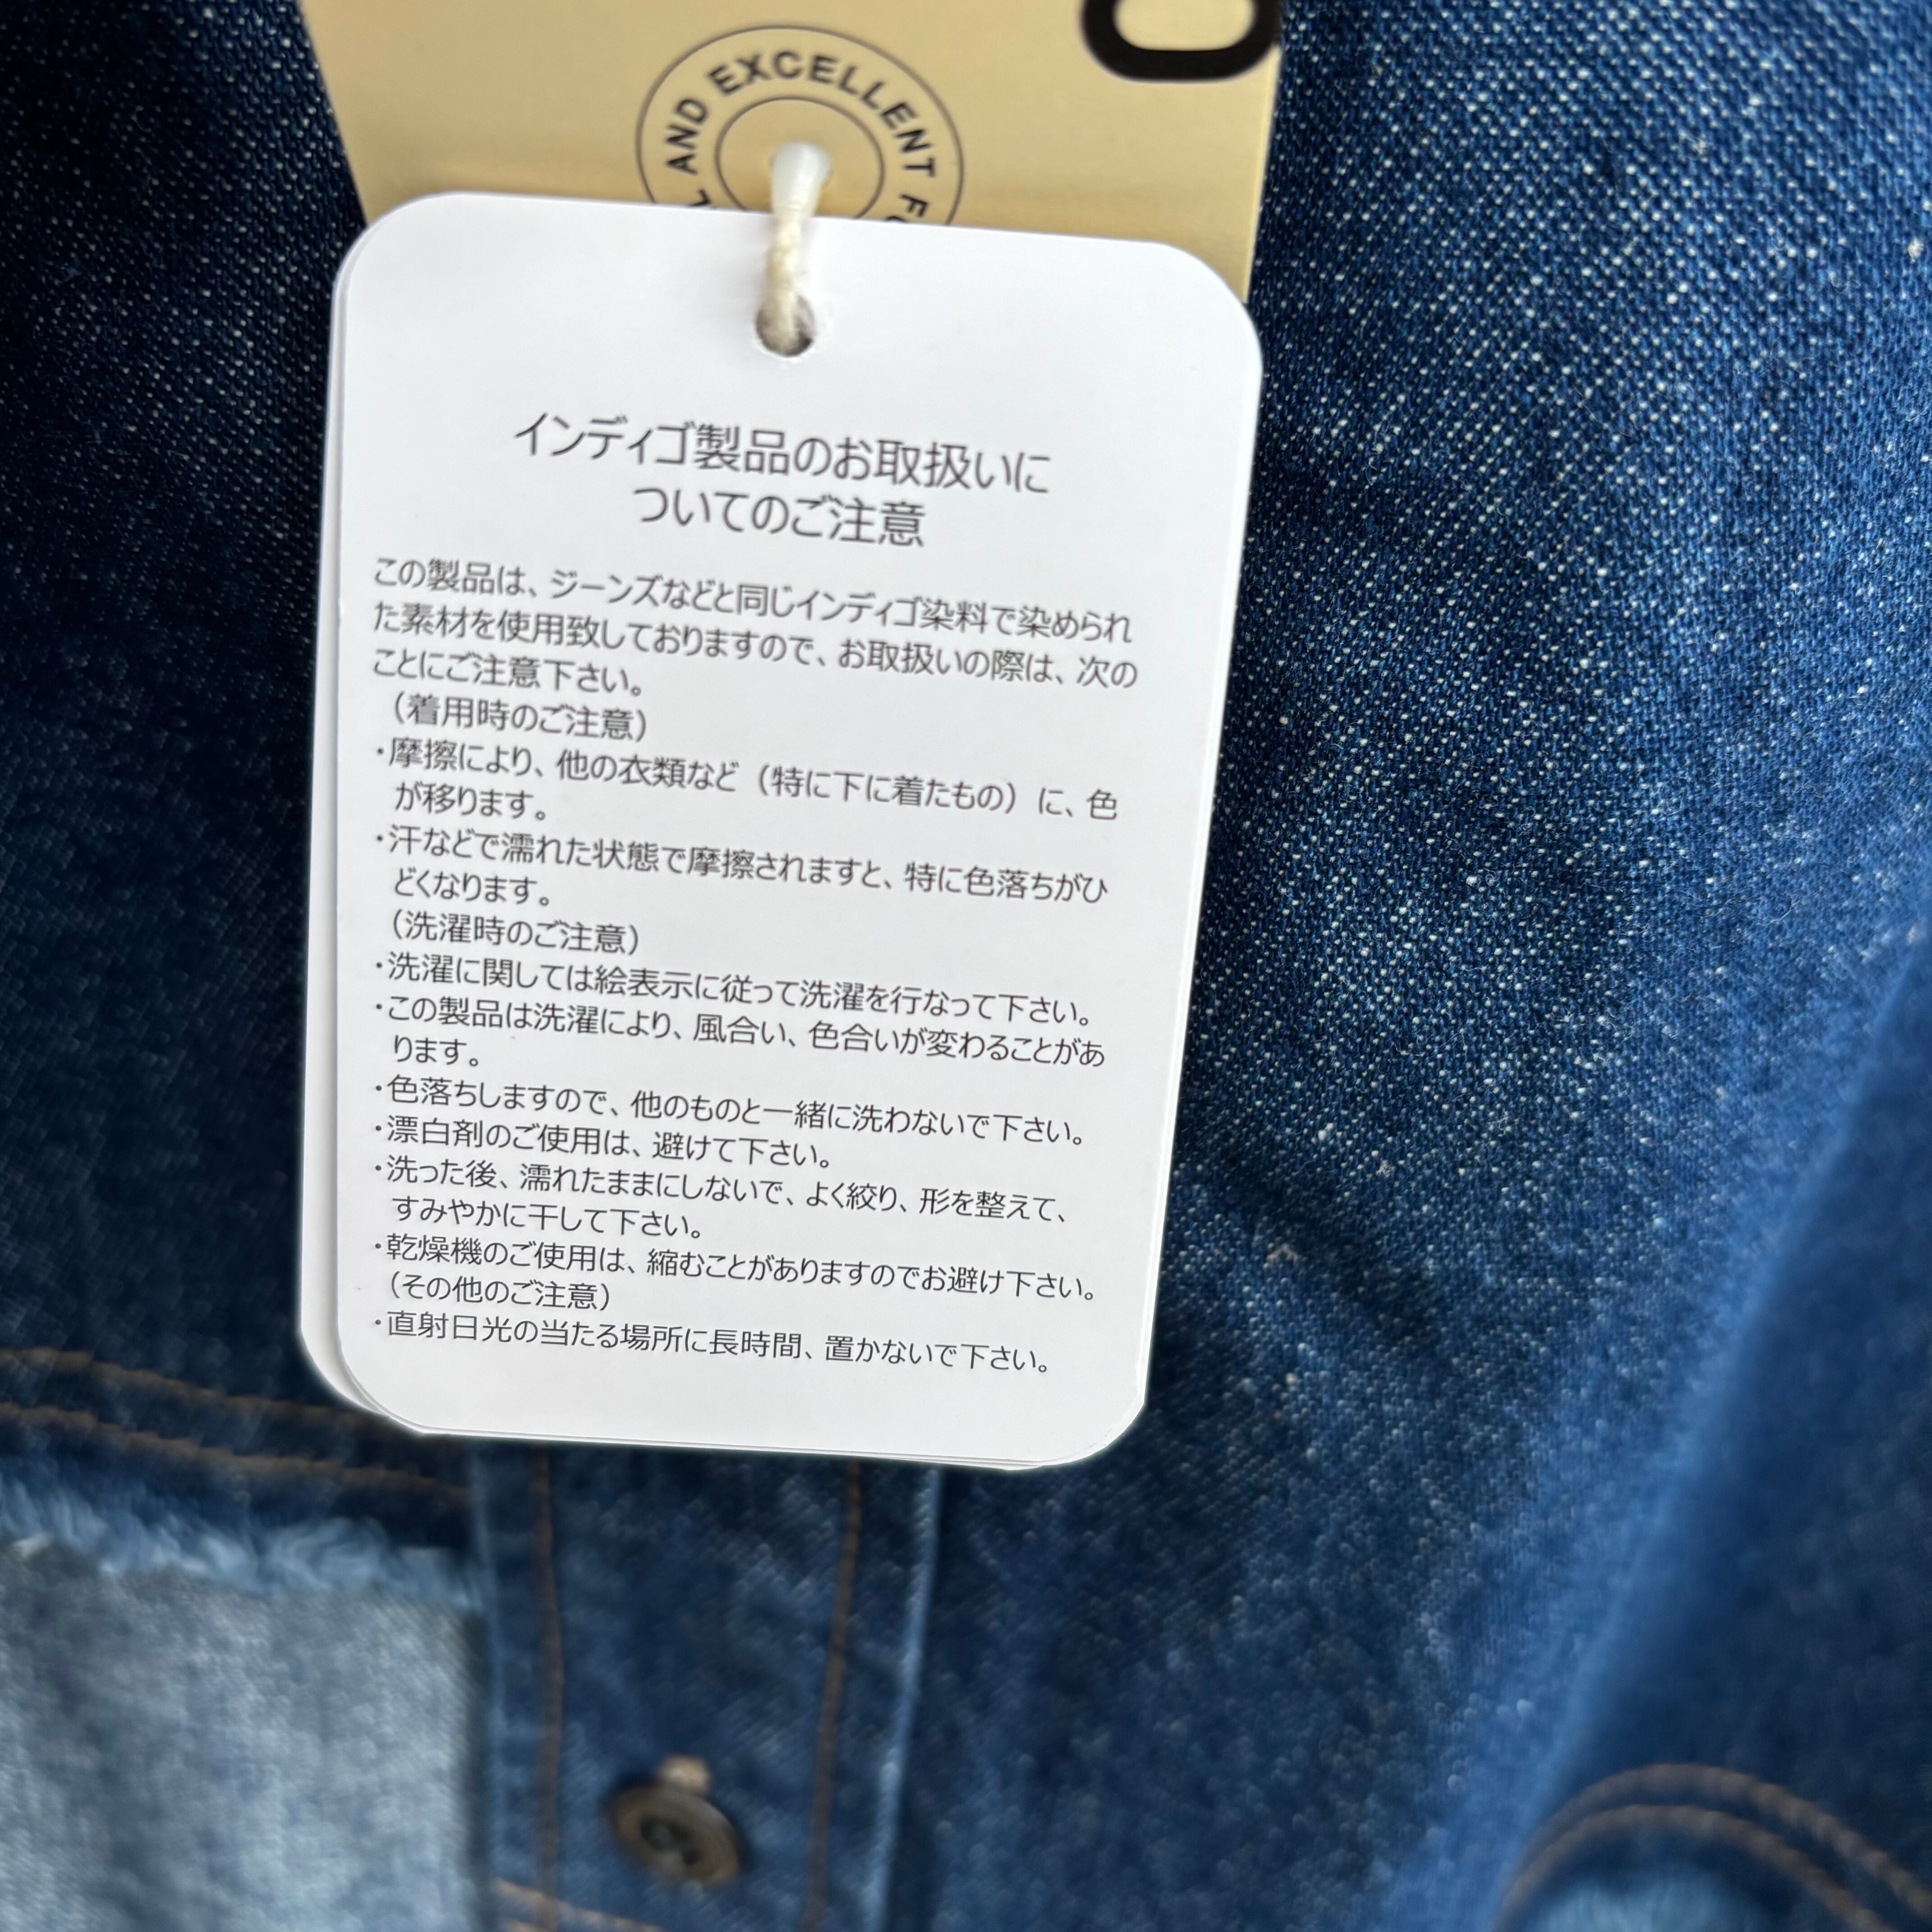 AND EXCELLENT
インディゴ製品のお取扱いに
ついてのご注意
この製品は、ジーンズなどと同じインディゴ染料で染められ
た素材を使用致しておりますので、お取扱いの際は、次の
ことにご注意下さい。
（着用時のご注意）
・摩擦により、他の衣類など（特に下に着たもの）に、色
が移ります。
・汗などで濡れた状態で摩擦されますと、特に色落ちがひ
どくなります。
（洗濯時のご注意）
・洗濯に関しては絵表示に従って洗濯を行なって下さい。
・この製品は洗濯により、風合い、色合いが変わることがあ
ります。
・色落ちしますので、他のものと一緒に洗わないで下さい。
・漂白剤のご使用は、避けて下さい。
・洗った後、濡れたままにしないで、よく絞り、形を整えて、
すみやかに干して下さい。
・乾燥機のご使用は、縮むことがありますのでお避け下さい。
（その他のご注意）
・直射日光の当たる場所に長時間、置かないで下さい。